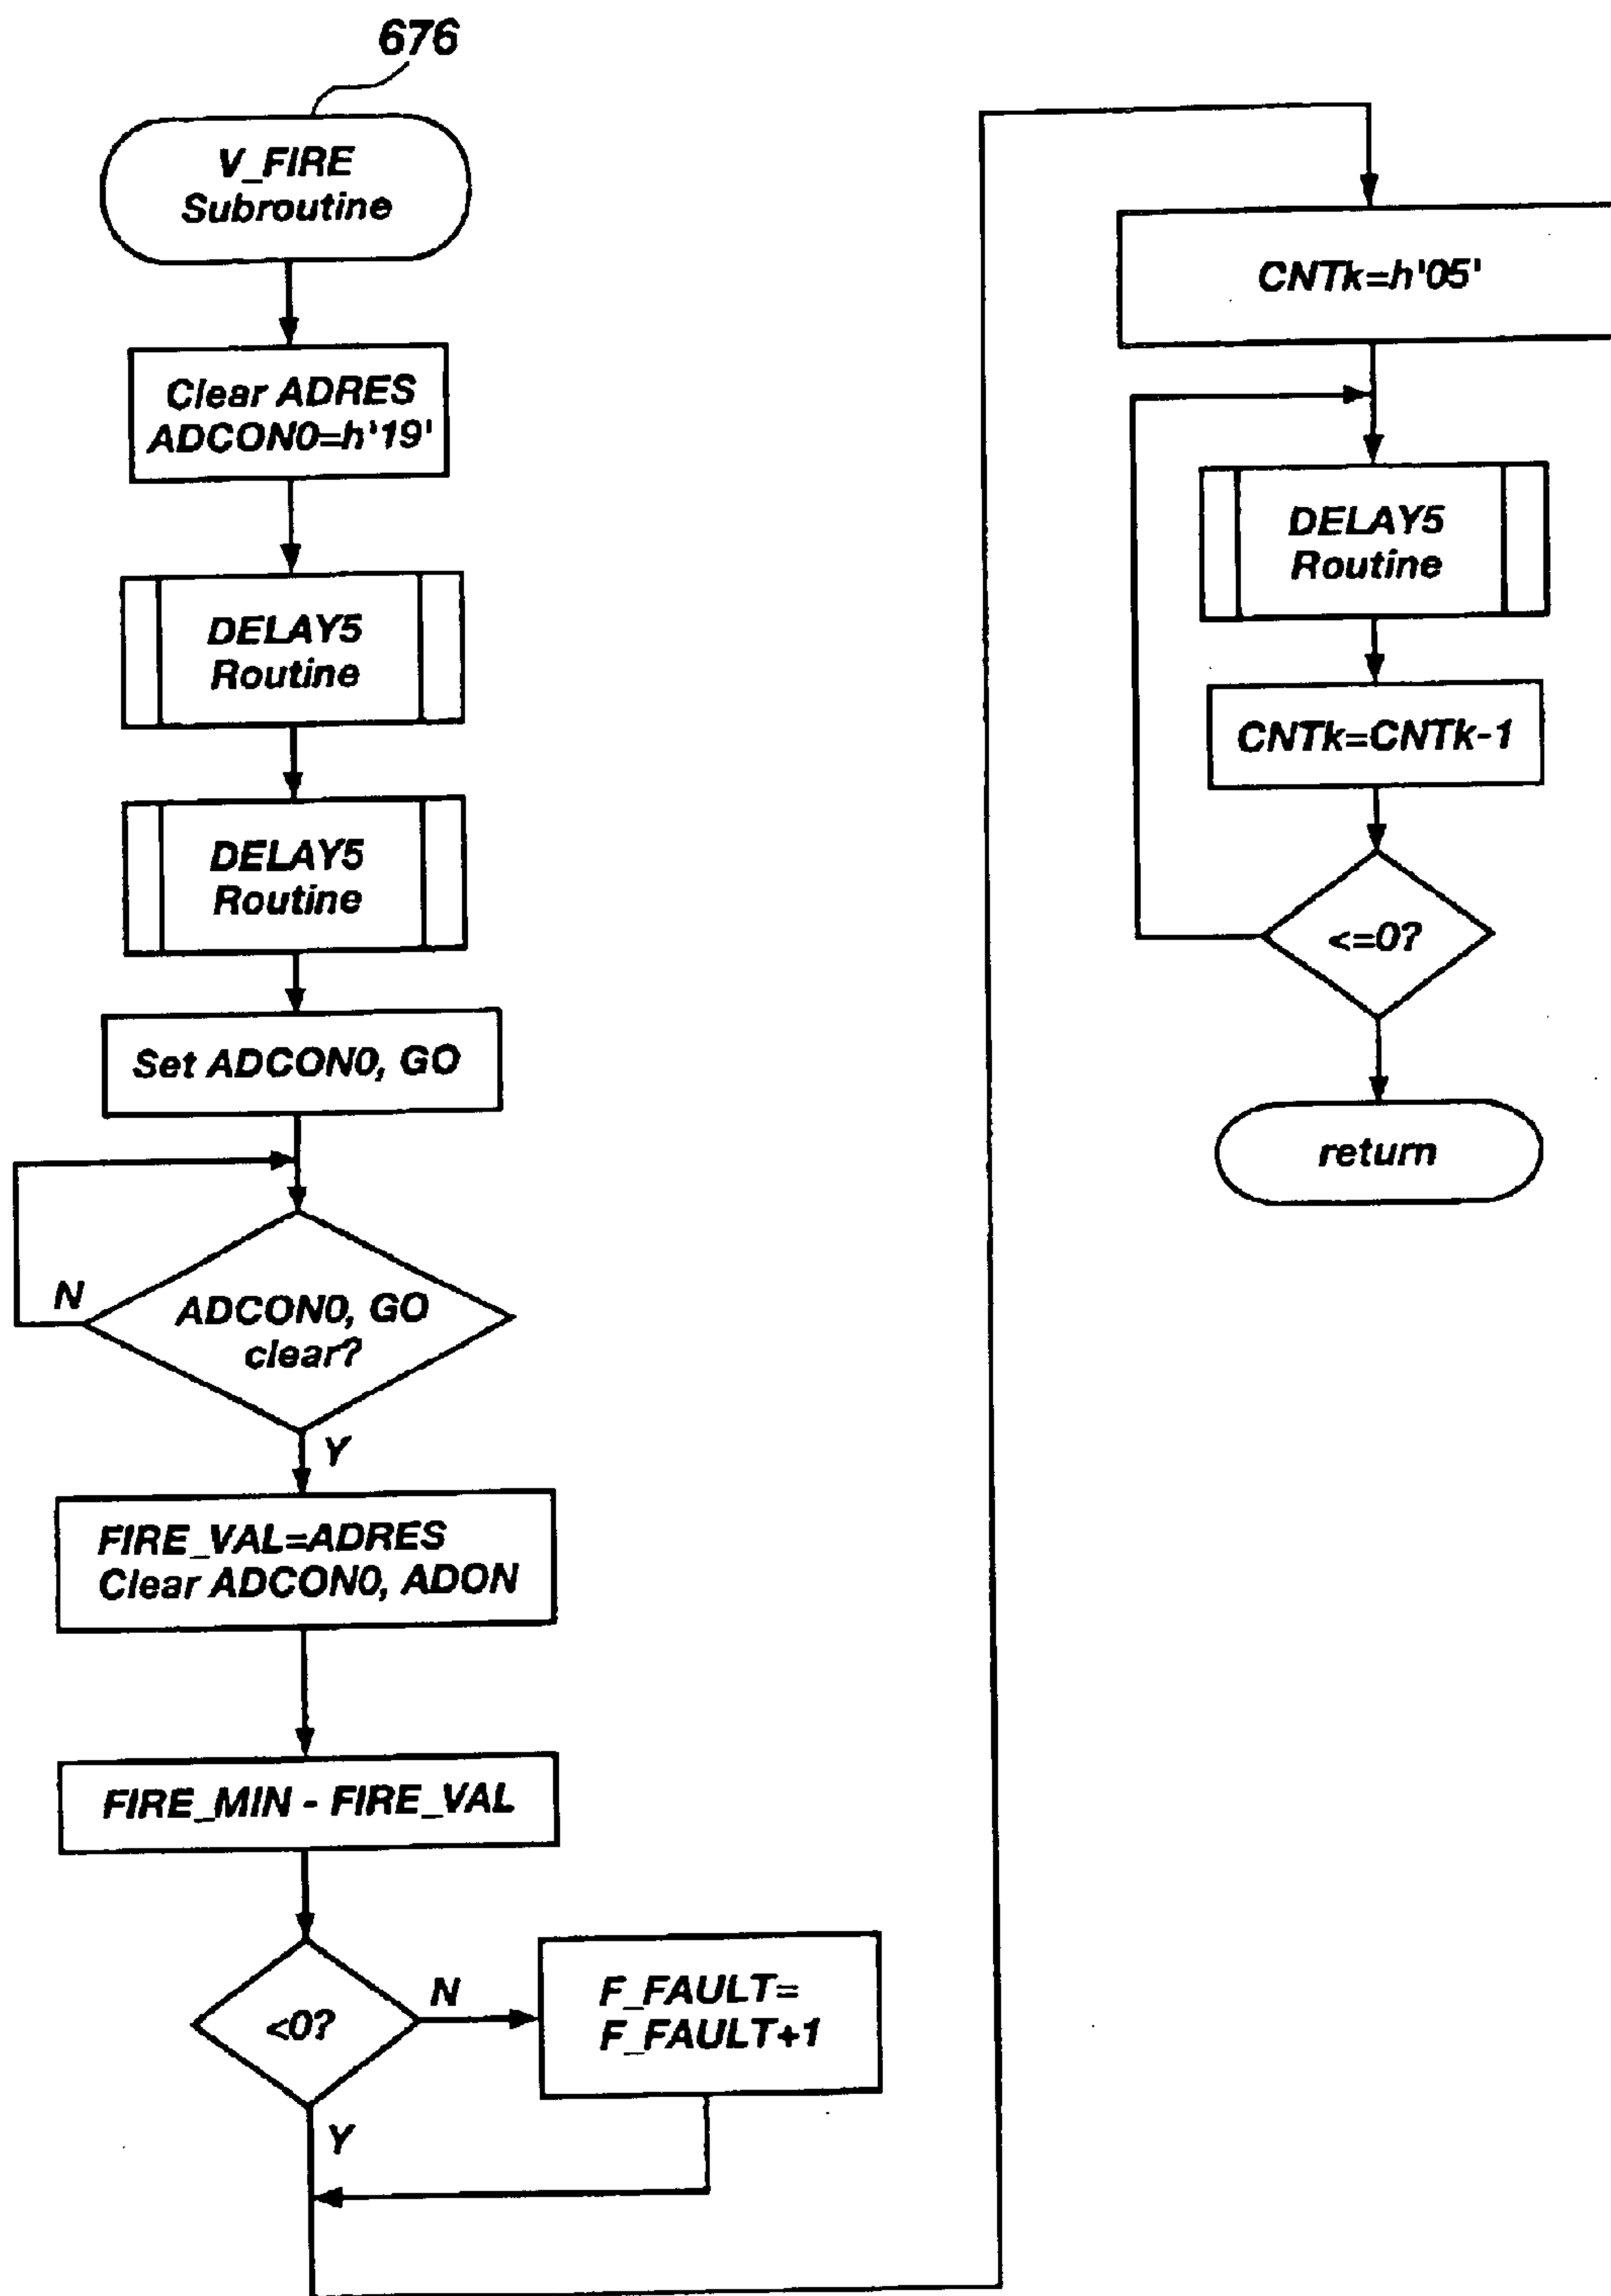 676
V_FIRE
Subroutine
Clear ADRES
ADCON0=h'19'
DELAY5
Routine
DELAY5
Routine
Set ADCON0, GO
N
ADCON0, GO
clear?
Y
FIRE_VAL=ADRES
Clear ADCON0, ADON
FIRE_MIN - FIRE_VAL
<0?
N
F_FAULT=
F_FAULT+1
Y
CNTk=h'05'
DELAY5
Routine
CNTk=CNTk-1
<=0?
return